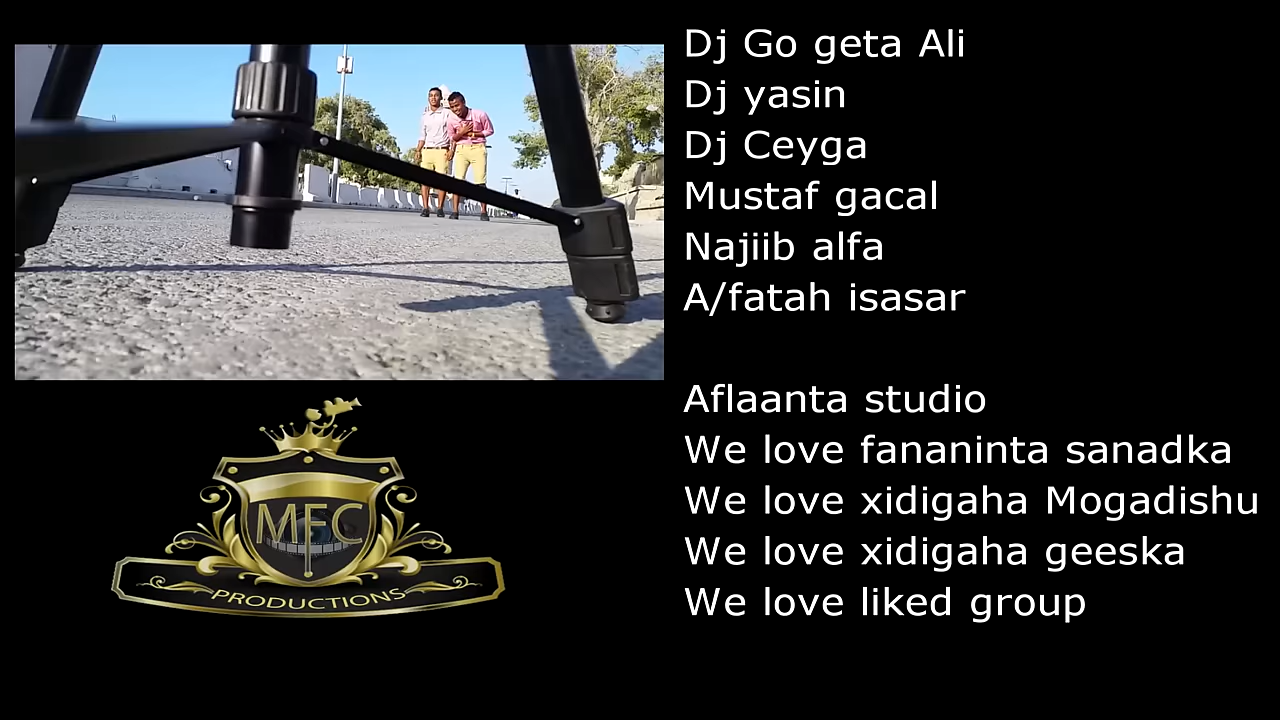 Dj Go geta Ali
Dj yasin
Dj Ceyga
Mustaf gacal
Najiib alfa
A/fatah isasar
Aflaanta studio
We love fananinta sanadka
We love xidigaha Mogadishu
We love xidigaha geeska
We love liked group
MFC
PRODUCTIONS